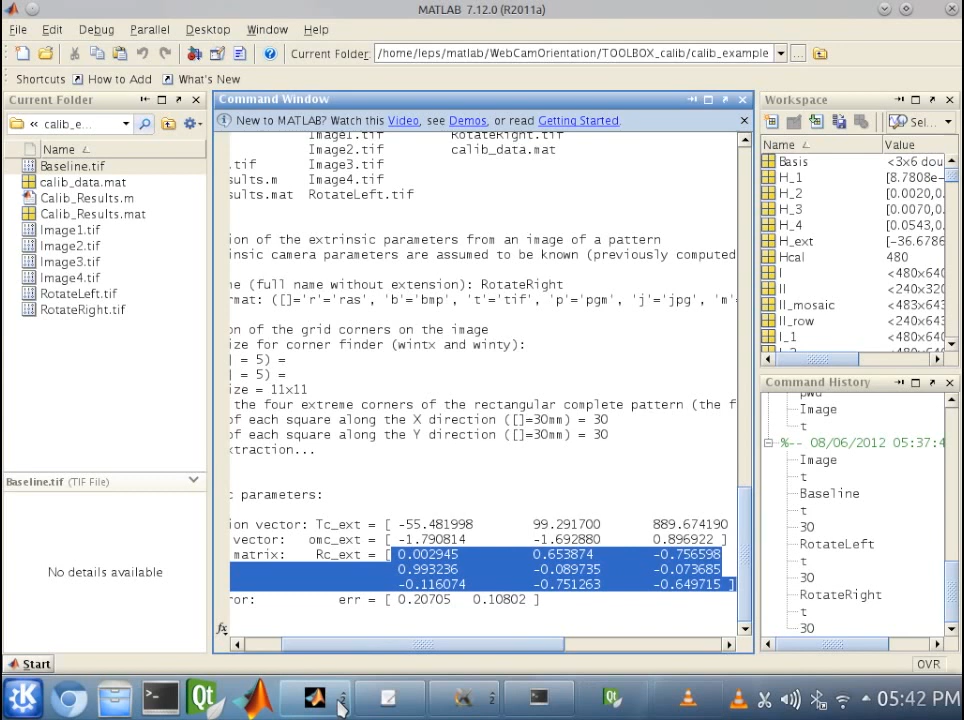 MATLAB 7.12.0 (R2011a)
File Edit Debug Parallel Desktop Window Help
Current Folder: /home/leps/matlab/WebCamOrientation/TOOLBOX_calib/calib_example
Shortcuts How to Add What's New
Current Folder
« calib_e...
Name
Baseline.tif
calib_data.mat
Calib_Results.m
Calib_Results.mat
Image1.tif
Image2.tif
Image3.tif
Image4.tif
RotateLeft.tif
RotateRight.tif
Baseline.tif (TIF File)
No details available
Command Window
New to MATLAB? Watch this Video, see Demos, or read Getting Started.
Image1.tif RotateRight.tif
Image2.tif calib_data.mat
.tif Image3.tif
sults.m Image4.tif
sults.mat RotateLeft.tif
ion of the extrinsic parameters from an image of a pattern
insic camera parameters are assumed to be known (previously computed
me (full name without extension): RotateRight
rmat: ([]='r'='ras', 'b'='bmp', 't'='tif', 'p'='pgm', 'j'='jpg', 'm'=
on of the grid corners on the image
ize for corner finder (wintx and winty):
| = 5) =
| = 5) =
ize = 11x11
the four extreme corners of the rectangular complete pattern (the f
of each square along the X direction ([]=30mm) = 30
of each square along the Y direction ([]=30mm) = 30
xtraction...
c parameters:
ion vector: Tc_ext = [ -55.481998 99.291700 889.674190
vector: omc_ext = [ -1.790814 -1.692880 0.896922 ]
matrix: Rc_ext = [ 0.002945 0.653874 -0.756598
0.993236 -0.089735 -0.073685
-0.116074 -0.751263 -0.649715 ]
ror: err = [ 0.20705 0.10802 ]
fx
Workspace
Sel...
Name Value
Basis <3x6 dou
H_1 [8.7808e-
H_2 [0.0020,0.
H_3 [0.0070,0.
H_4 [0.0543,0.
H_ext [-36.6786
Hcal 480
I <480x640
II <240x320
II_mosaic <483x643
II_row <240x643
I_1 <480x640
Command History
pwd
Image
t
%-- 08/06/2012 05:37:4
Image
t
Baseline
t
30
RotateLeft
t
30
RotateRight
t
30
Start
OVR
Qt
2
2
05:42 PM